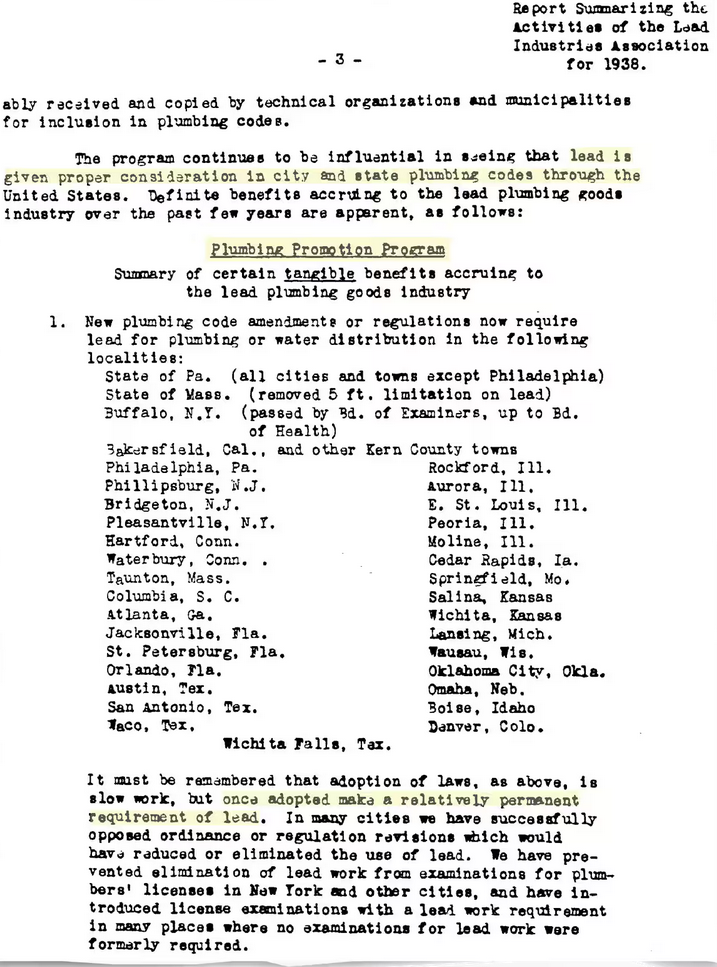 Report Summarizing the
Activities of the Lead
Industries Association
for 1938.
- 3 -
ably received and copied by technical organizations and municipalities
for inclusion in plumbing codes.
The program continues to be influential in seeing that lead is
given proper consideration in city and state plumbing codes through the
United States. Definite benefits accruing to the lead plumbing goods
industry over the past few years are apparent, as follows:
Plumbing Promotion Program
Summary of certain tangible benefits accruing to
the lead plumbing goods industry
1. New plumbing code amendments or regulations now require
lead for plumbing or water distribution in the following
localities:
State of Pa. (all cities and towns except Philadelphia)
State of Mass. (removed 5 ft. limitation on lead)
Buffalo, N.Y. (passed by Bd. of Examiners, up to Bd.
of Health)
Bakersfield, Cal., and other Kern County towns
Philadelphia, Pa.
Phillipsburg, N.J.
Bridgeton, N.J.
Pleasantville, N.Y.
Hartford, Conn.
Waterbury, Conn. .
Taunton, Mass.
Columbia, S. C.
Atlanta, Ga.
Jacksonville, Fla.
St. Petersburg, Fla.
Orlando, Fla.
Austin, Tex.
San Antonio, Tex.
Waco, Tex.
Rockford, Ill.
Aurora, Ill.
E. St. Louis, Ill.
Peoria, Ill.
Moline, Ill.
Cedar Rapids, Ia.
Springfield, Mo.
Salina, Kansas
Wichita, Kansas
Lansing, Mich.
Wausau, Wis.
Oklahoma City, Okla.
Omaha, Neb.
Boise, Idaho
Denver, Colo.
Wichita Falls, Tex.
It must be remembered that adoption of laws, as above, is
slow work, but once adopted make a relatively permanent
requirement of lead. In many cities we have successfully
opposed ordinance or regulation revisions which would
have reduced or eliminated the use of lead. We have pre-
vented elimination of lead work from examinations for plum-
bers' licenses in New York and other cities, and have in-
troduced license examinations with a lead work requirement
in many places where no examinations for lead work were
formerly required.